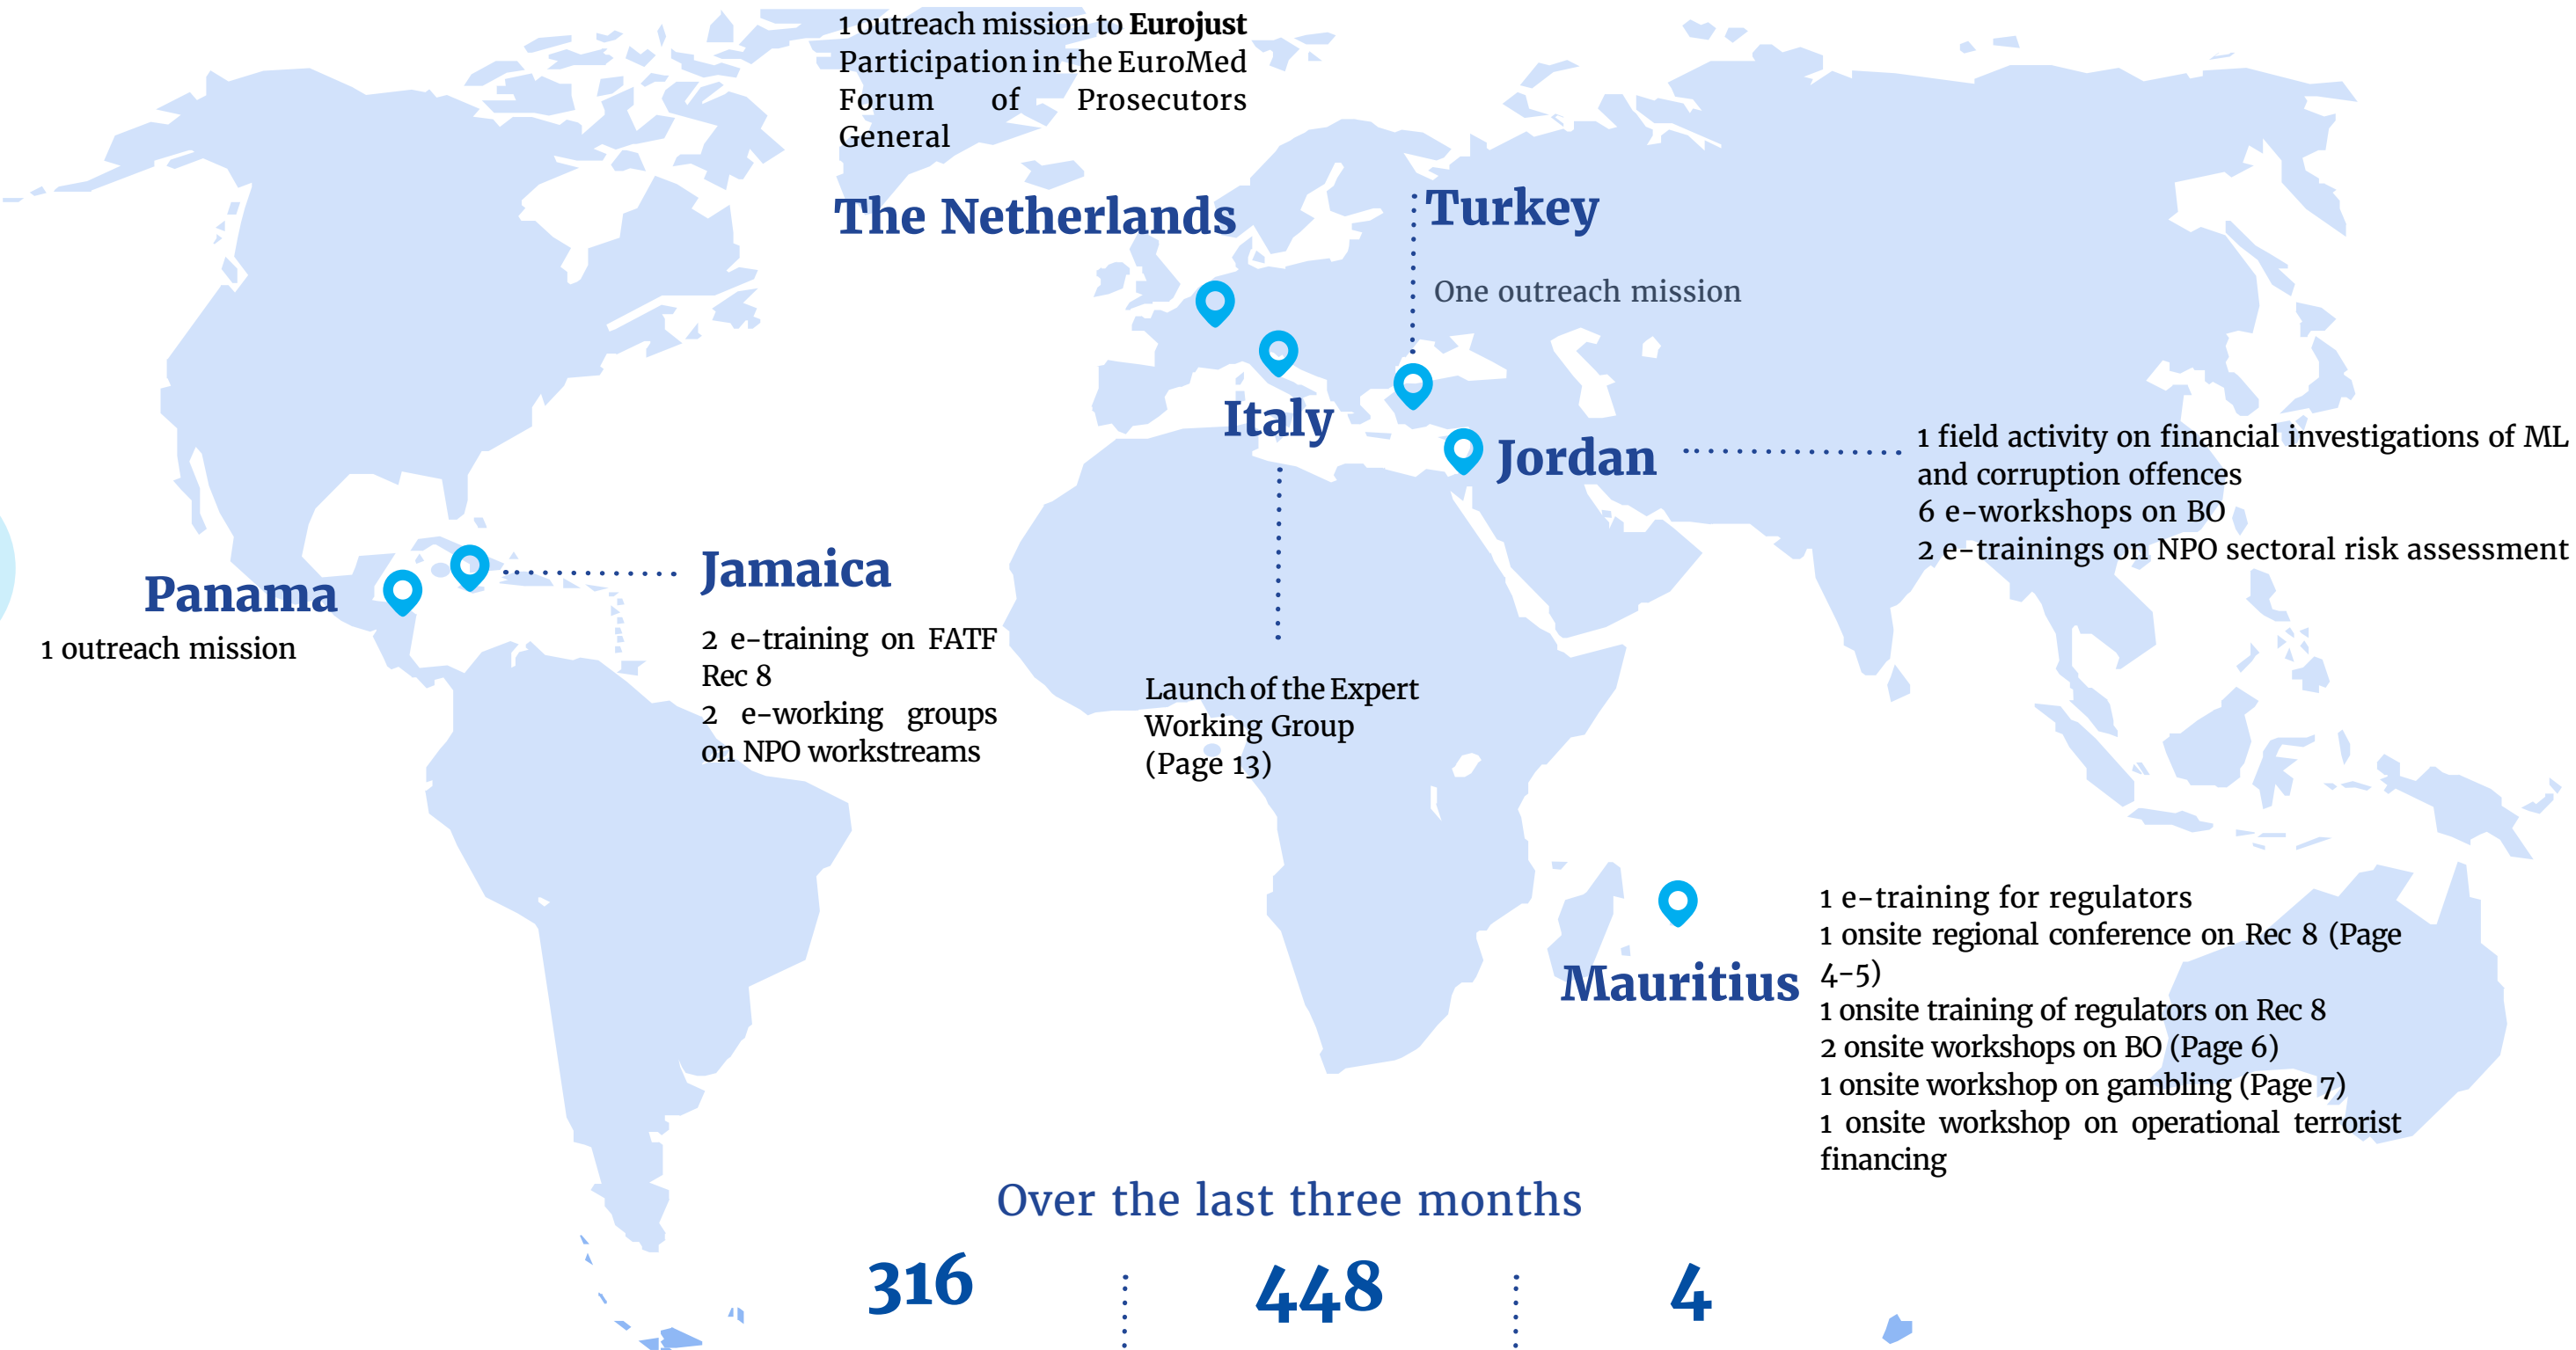 1 outreach mission to Eurojust
Participation in the EuroMed
Forum of Prosecutors
General
The Netherlands
Turkey
One outreach mission
Italy
Launch of the Expert
Working Group
(Page 13)
Jordan
1 field activity on financial investigations of ML
and corruption offences
6 e-workshops on BO
2 e-trainings on NPO sectoral risk assessment
Panama
1 outreach mission
Jamaica
2 e-training on FATF
Rec 8
2 e-working groups
on NPO workstreams
Mauritius
1 e-training for regulators
1 onsite regional conference on Rec 8 (Page
4-5)
1 onsite training of regulators on Rec 8
2 onsite workshops on BO (Page 6)
1 onsite workshop on gambling (Page 7)
1 onsite workshop on operational terrorist
financing
Over the last three months
316
448
4